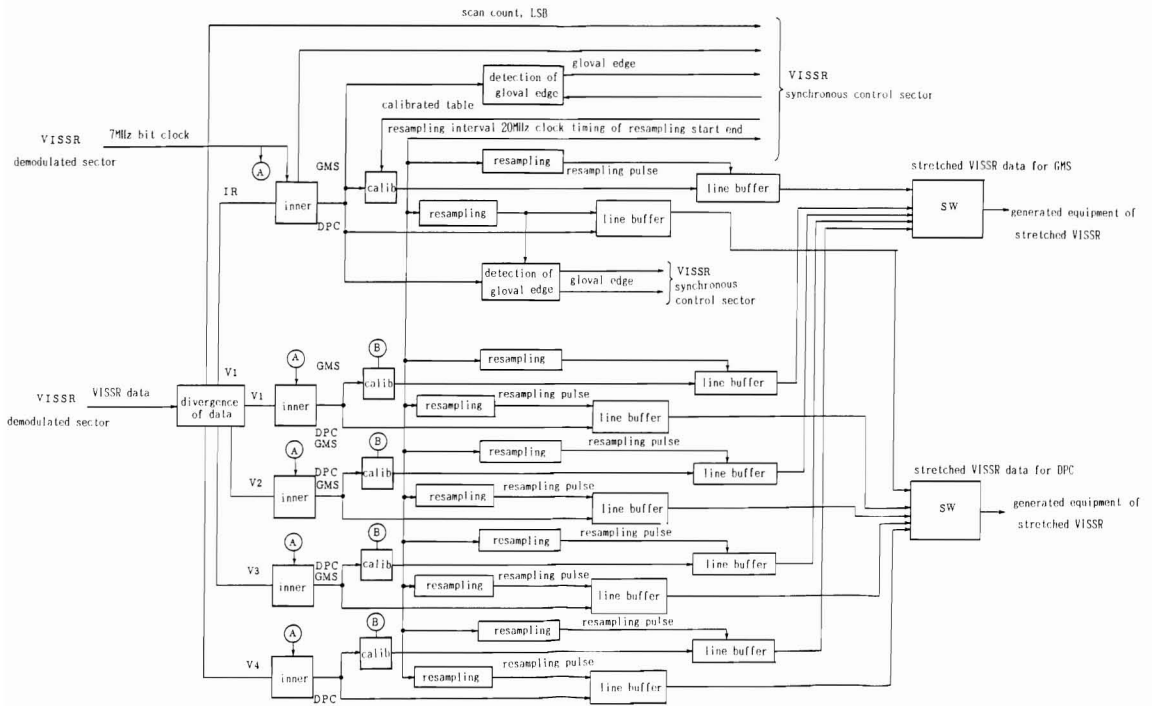 scan count, LSB
gloval edge
detection of
gloval edge
VISSR
synchronous control sector
calibrated table
resampling interval 20MHz clock timing of resampling start end
VISSR
demodulated sector
7MHz bit clock
A
GMS
resampling
resampling pulse
stretched VISSR data for GMS
IR
inner
calib
line buffer
SW
generated equipment of
stretched VISSR
DPC
resampling
line buffer
detection of
gloval edge
gloval edge
VISSR
synchronous
control sector
V1
A
GMS
B
resampling
calib
line buffer
VISSR
demodulated sector
VISSR data
divergence
of data
V1
inner
resampling
resampling pulse
line buffer
DPC
GMS
A
B
resampling
resampling pulse
stretched VISSR data for DPC
V2
inner
DPC
GMS
calib
line buffer
resampling
resampling pulse
line buffer
SW
generated equipment of
stretched VISSR
A
B
resampling
resampling pulse
V3
inner
DPC
GMS
calib
line buffer
resampling
resampling pulse
line buffer
A
B
resampling
resampling pulse
V4
inner
calib
line buffer
resampling
resampling pulse
line buffer
DPC